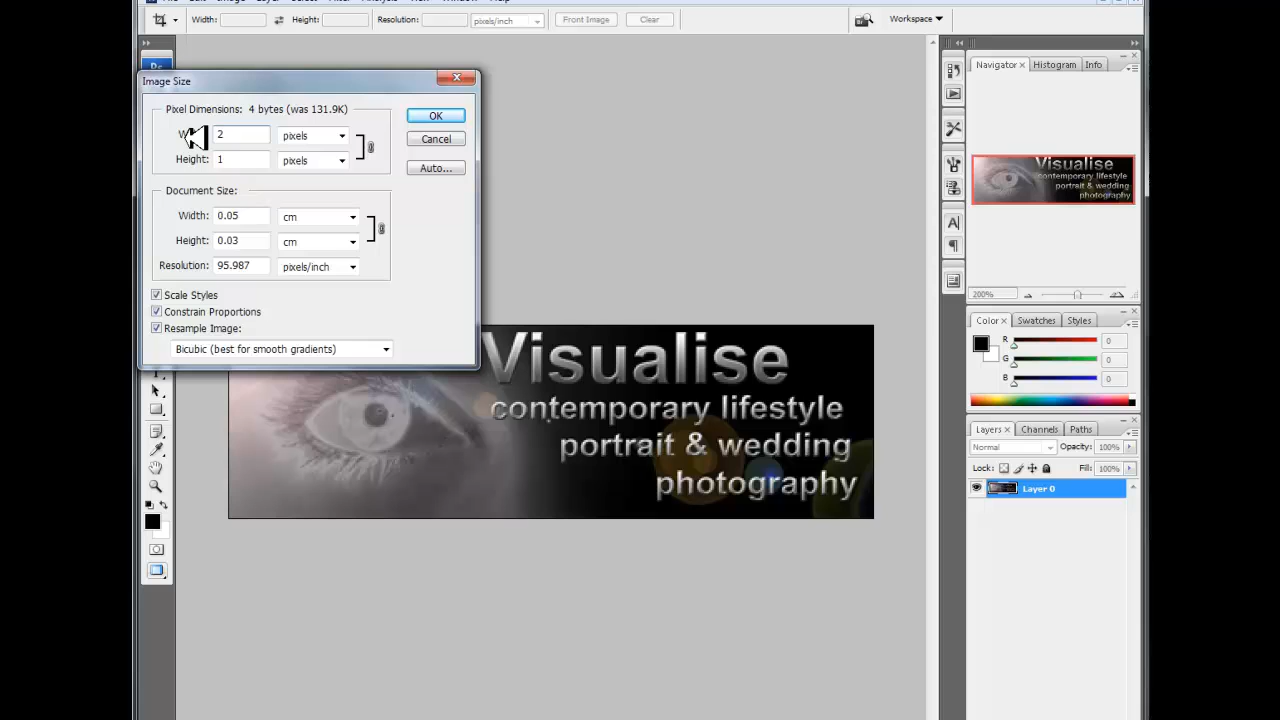 Width:
Height:
Resolution:
pixels/inch
Front Image
Clear
Workspace
Ps
Navigator
Histogram
Info
Image Size
Pixel Dimensions: 4 bytes (was 131.9K)
2
pixels
OK
Cancel
Height:
1
pixels
Auto...
Document Size:
Width:
0.05
cm
Height:
0.03
cm
Resolution:
95.987
pixels/inch
Scale Styles
Constrain Proportions
Resample Image:
Bicubic (best for smooth gradients)
Visualise
contemporary lifestyle
portrait & wedding
photography
Visualise
contemporary lifestyle
portrait & wedding
photography
200%
Color
Swatches
Styles
R
0
G
0
B
0
Layers
Channels
Paths
Normal
Opacity:
100%
Lock:
Fill:
100%
Layer 0